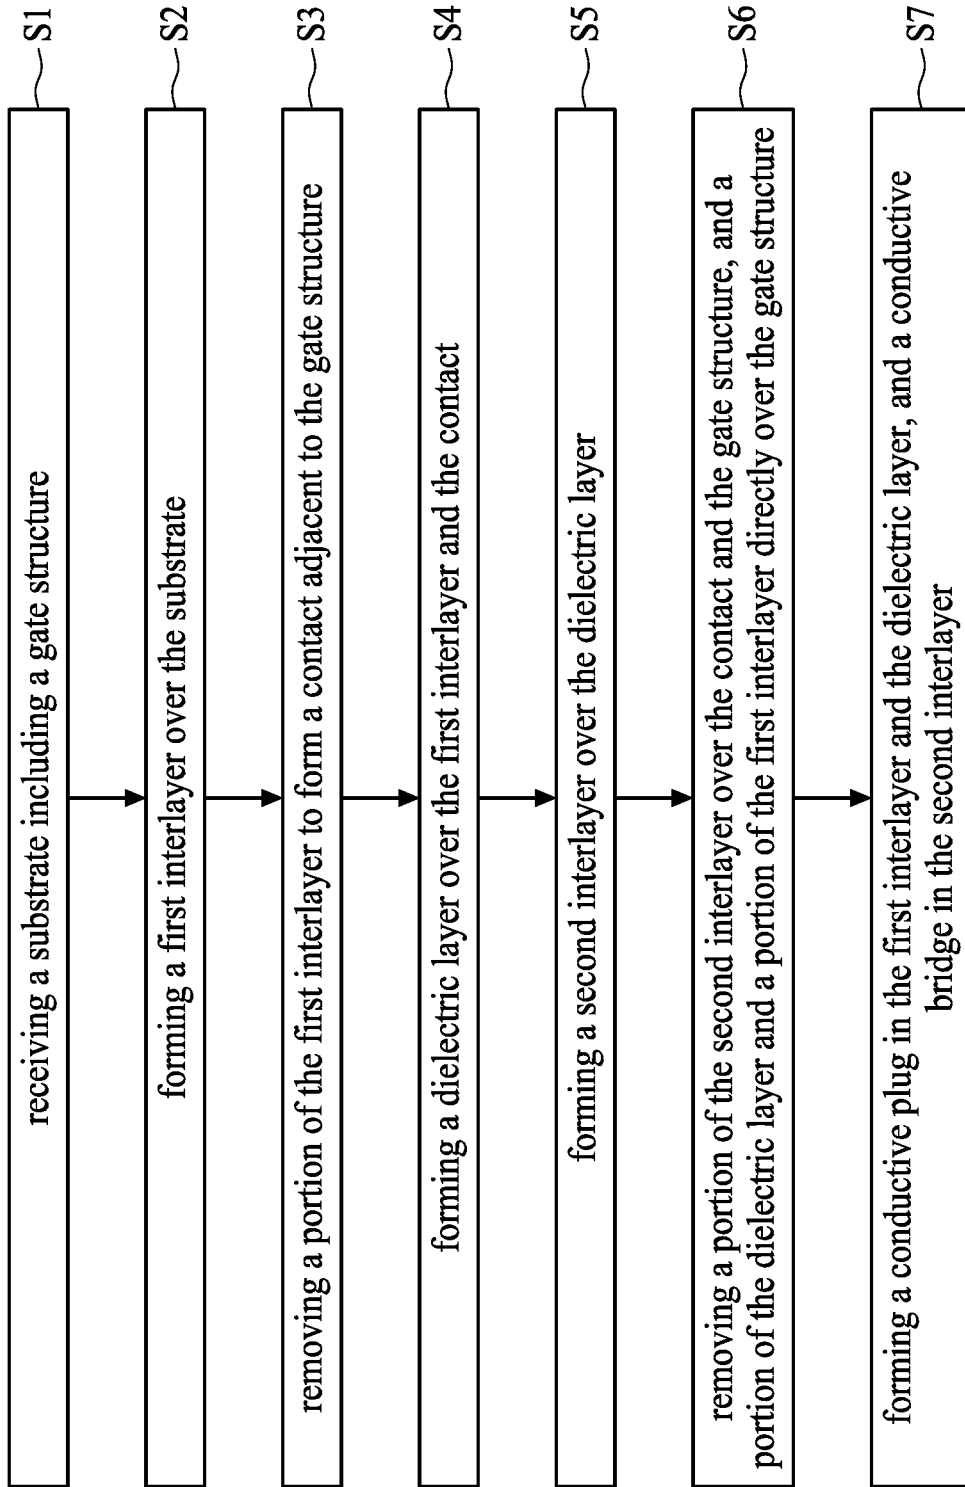 receiving a substrate including a gate structure
S1
forming a first interlayer over the substrate
S2
removing a portion of the first interlayer to form a contact adjacent to the gate structure
S3
forming a dielectric layer over the first interlayer and the contact
S4
forming a second interlayer over the dielectric layer
S5
removing a portion of the second interlayer over the contact and the gate structure, and a
portion of the dielectric layer and a portion of the first interlayer directly over the gate structure
S6
forming a conductive plug in the first interlayer and the dielectric layer, and a conductive
bridge in the second interlayer
S7